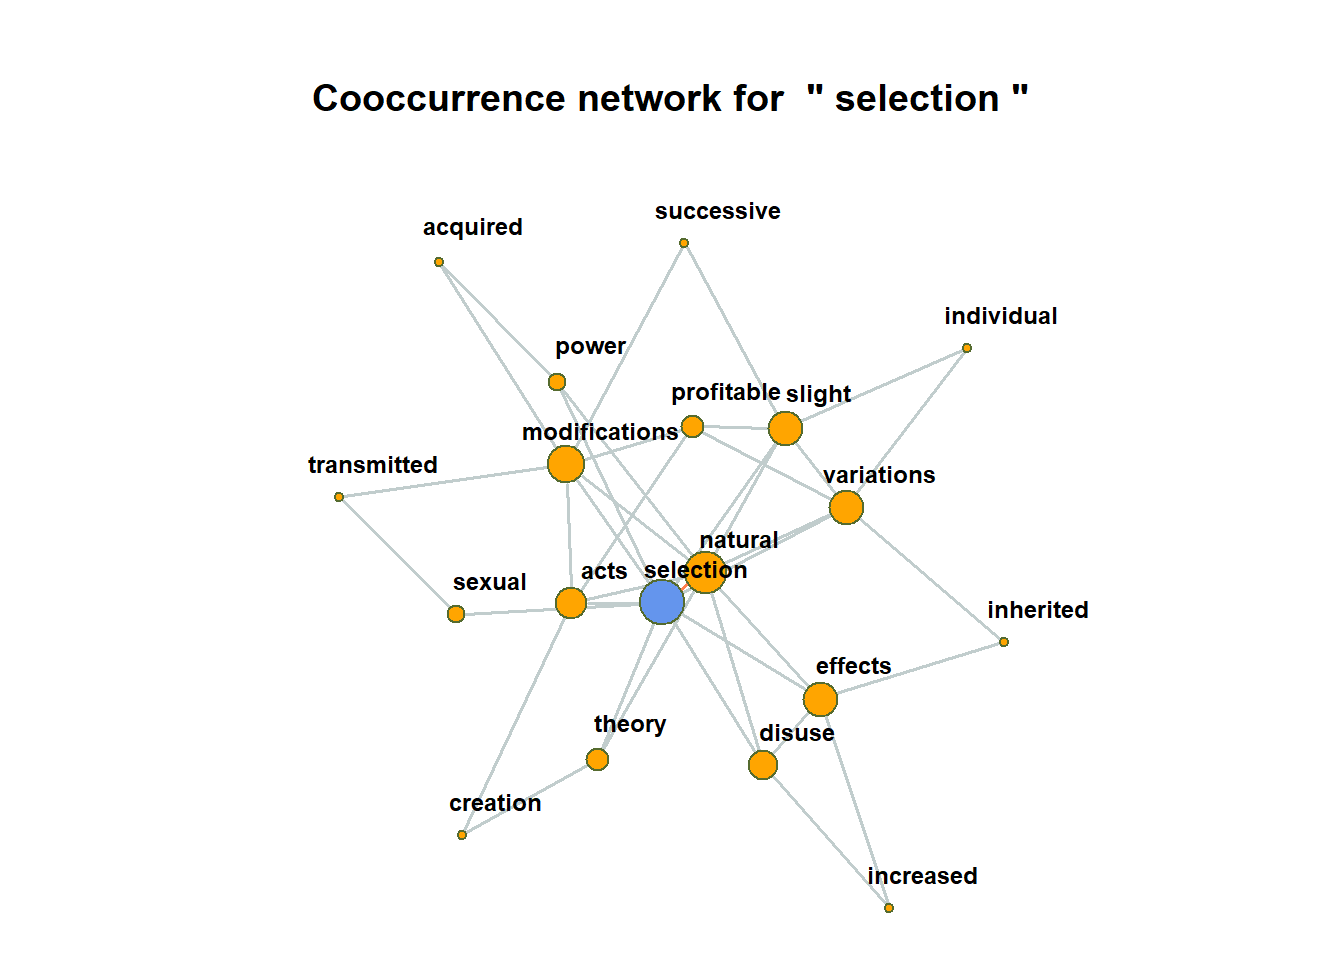 Cooccurrence network for " selection "
successive
acquired
individual
power
profitable
slight
modifications
transmitted
variations
natural
selection
acts
sexual
inherited
effects
theory
disuse
creation
increased